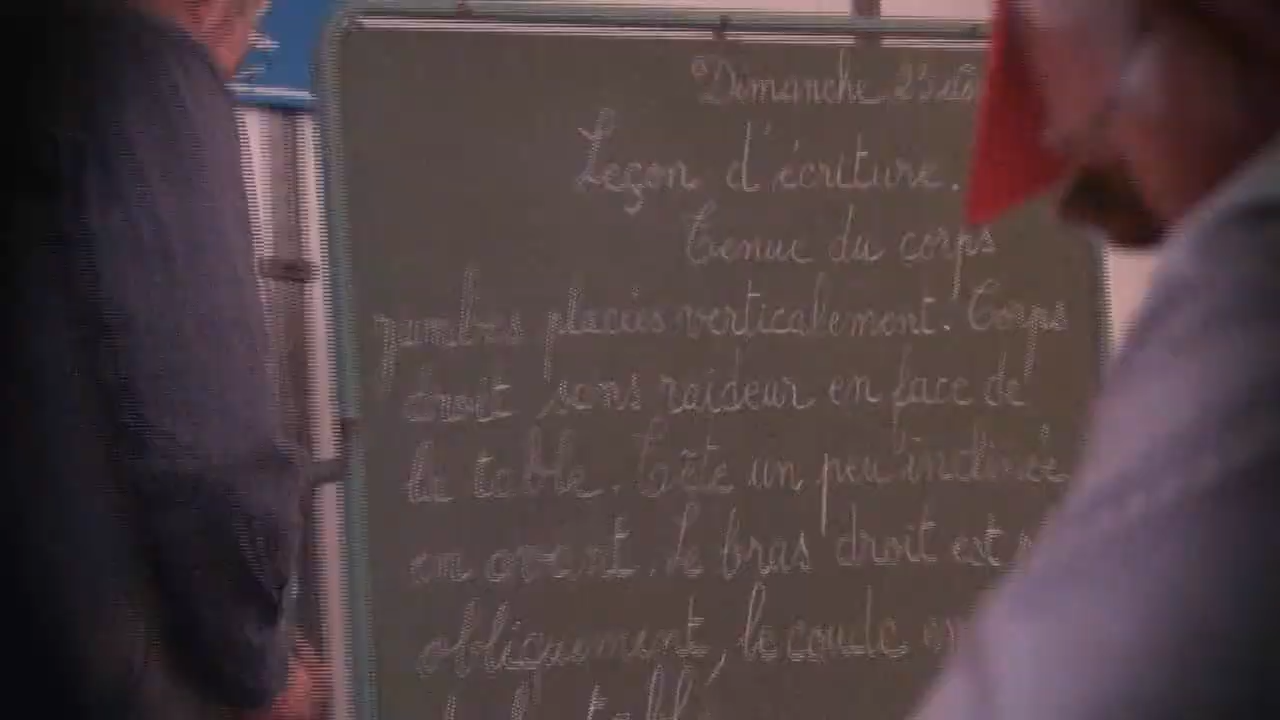 Dimanche
Leçon d'écriture.
Tenue du corps
jambes placées verticalement. Corps
droit sans raideur en face de
la table. Tête un peu inclinée
en avant. Le bras droit est
obliquement, le coude